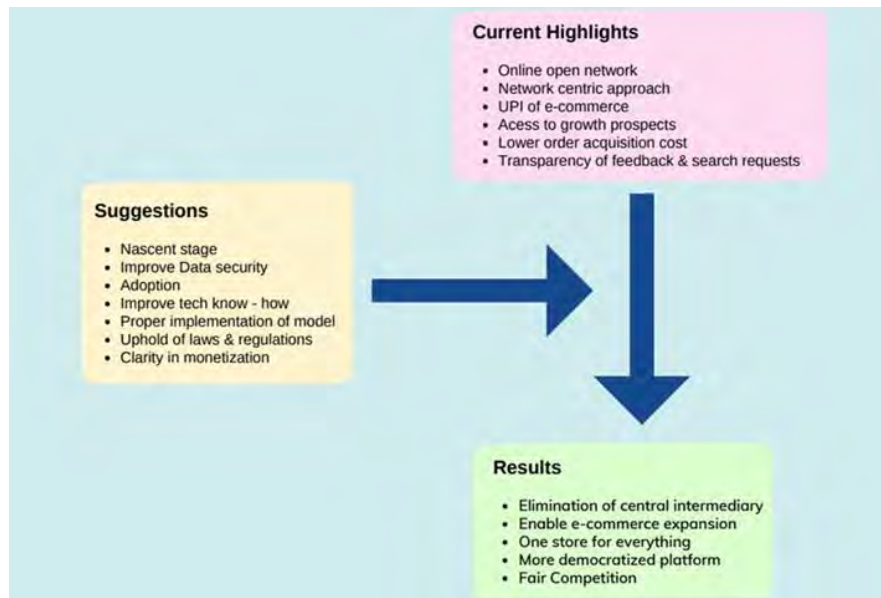 Current Highlights
• Online open network
• Network centric approach
• UPI of e-commerce
• Acess to growth prospects
• Lower order acquisition cost
• Transparency of feedback & search requests
Suggestions
• Nascent stage
• Improve Data security
• Adoption
• Improve tech know - how
• Proper implementation of model
• Uphold of laws & regulations
• Clarity in monetization
Results
• Elimination of central intermediary
• Enable e-commerce expansion
• One store for everything
• More democratized platform
• Fair Competition